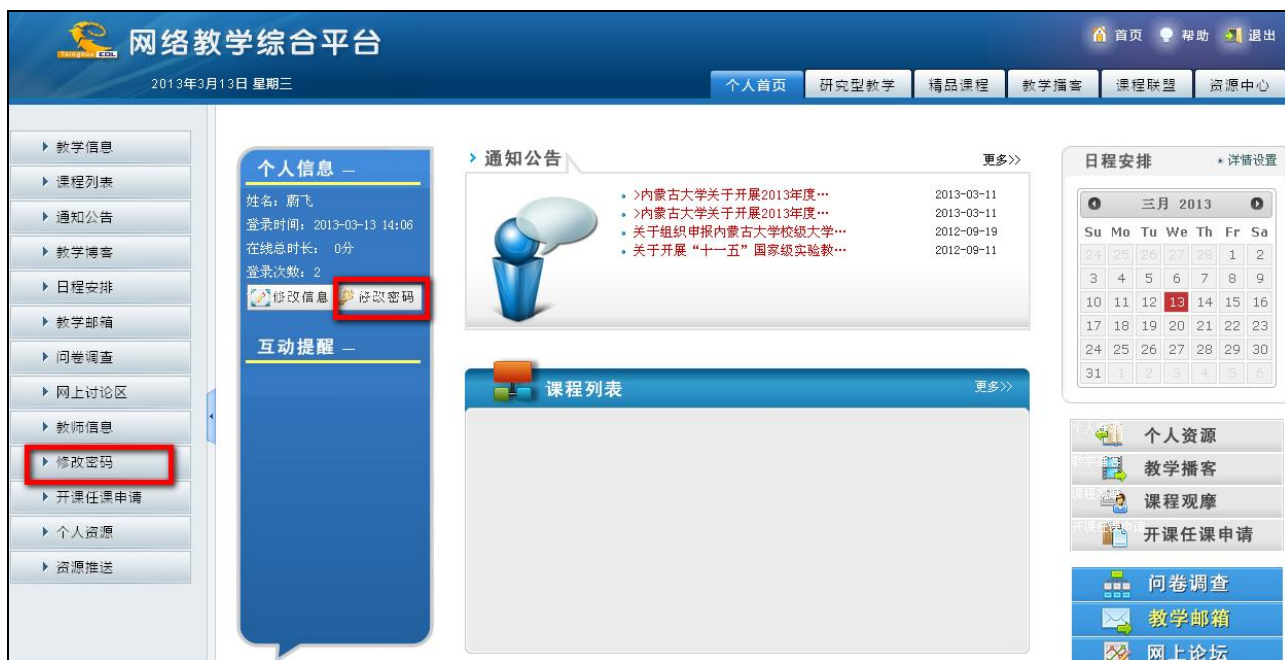 网络教学综合平台
首页 帮助 退出
2013年3月13日 星期三
个人首页 研究型教学 精品课程 教学播客 课程联盟 资源中心
教学信息
课程列表
通知公告
教学博客
日程安排
教学邮箱
问卷调查
网上讨论区
教师信息
修改密码
开课任课申请
个人资源
资源推送
个人信息
姓名: 蔚飞
登录时间: 2013-03-13 14:06
在线总时长: 0分
登录次数: 2
修改信息 修改密码
互动提醒
通知公告 更多>>
>内蒙古大学关于开展2013年度… 2013-03-11
>内蒙古大学关于开展2013年度… 2013-03-11
关于组织申报内蒙古大学校级大学… 2012-09-19
关于开展“十一五”国家级实验教… 2012-09-11
课程列表 更多>>
日程安排 详情设置
三月 2013
Su Mo Tu We Th Fr Sa
24 25 26 27 28 1 2
3 4 5 6 7 8 9
10 11 12 13 14 15 16
17 18 19 20 21 22 23
24 25 26 27 28 29 30
31 1 2 3 4 5 6
个人资源
教学播客
课程观摩
开课任课申请
问卷调查
教学邮箱
网上论坛